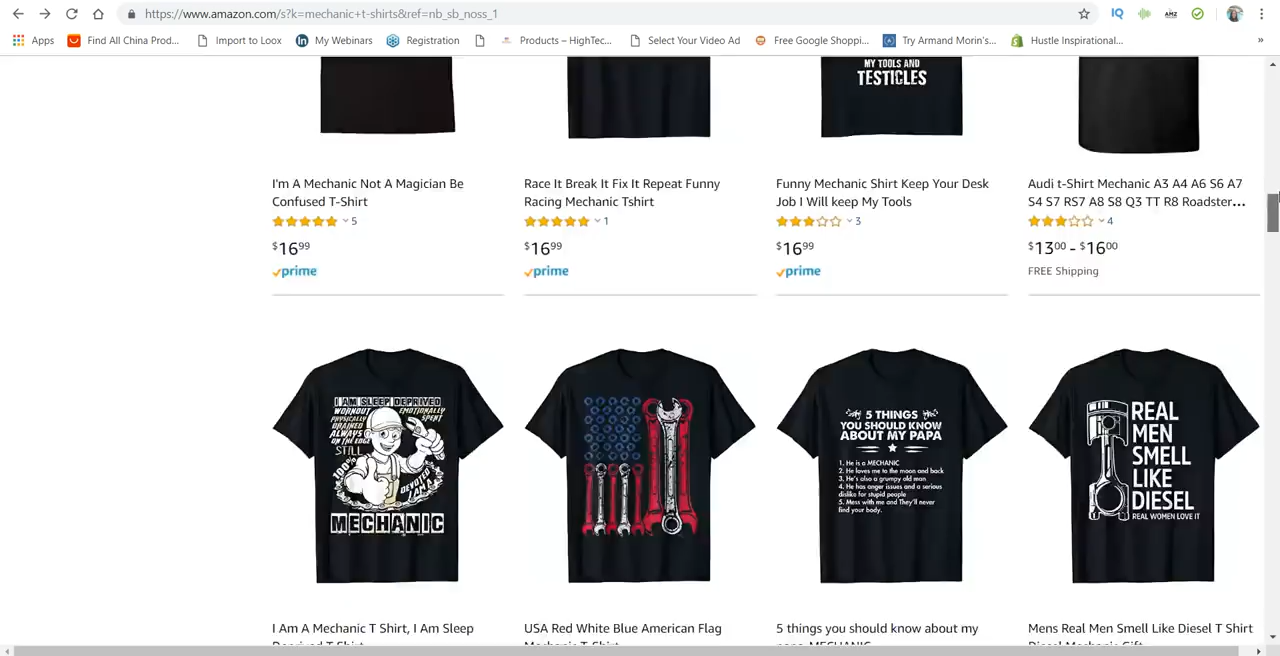 https://www.amazon.com/s?k=mechanic+t-shirts&ref=nb_sb_noss_1
IQ
AMZ
Apps
Find All China Prod...
Import to Loox
My Webinars
Registration
Products – HighTec...
Select Your Video Ad
Free Google Shoppi...
Try Armand Morin's...
Hustle Inspirational...
»
MY TOOLS AND
TESTICLES
I'm A Mechanic Not A Magician Be
Confused T-Shirt
5
$16 99
prime
Race It Break It Fix It Repeat Funny
Racing Mechanic Tshirt
1
$16 99
prime
Funny Mechanic Shirt Keep Your Desk
Job I Will keep My Tools
3
$16 99
prime
Audi t-Shirt Mechanic A3 A4 A6 S6 A7
S4 S7 RS7 A8 S8 Q3 TT R8 Roadster...
4
$13 00 - $16 00
FREE Shipping
I AM SLEEP DEPRIVED
WORKOUT
PHYSICALLY
DRAINED
ALWAYS
ON THE EDGE
STILL
100%
EMOTIONALLY
SPENT
DEVOTED
I AM A
MECHANIC
5 THINGS
YOU SHOULD KNOW
ABOUT MY PAPA
1. He is a MECHANIC
2. He loves me to the moon and back
3. He's also a grumpy old man
4. He has anger issues and a serious
dislike for stupid people
5. Mess with me and They'll never
find your body.
REAL
MEN
SMELL
LIKE
DIESEL
REAL WOMEN LOVE IT
I Am A Mechanic T Shirt, I Am Sleep
Deprived T Shirt
USA Red White Blue American Flag
Mechanic T-Shirt
5 things you should know about my
papa MECHANIC
Mens Real Men Smell Like Diesel T Shirt
Diesel Mechanic Gift